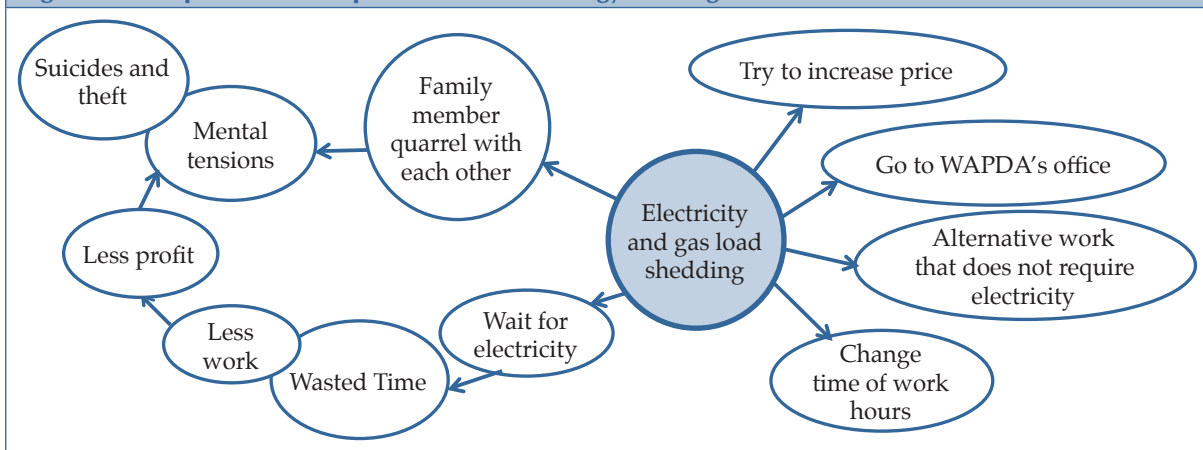 Suicides and
theft
Mental
tensions
Family
member
quarrel with
each other
Try to increase price
Go to WAPDA's office
Electricity
and gas load
shedding
Alternative work
that does not require
electricity
Less profit
Less
work
Wasted Time
Wait for
electricity
Change
time of work
hours